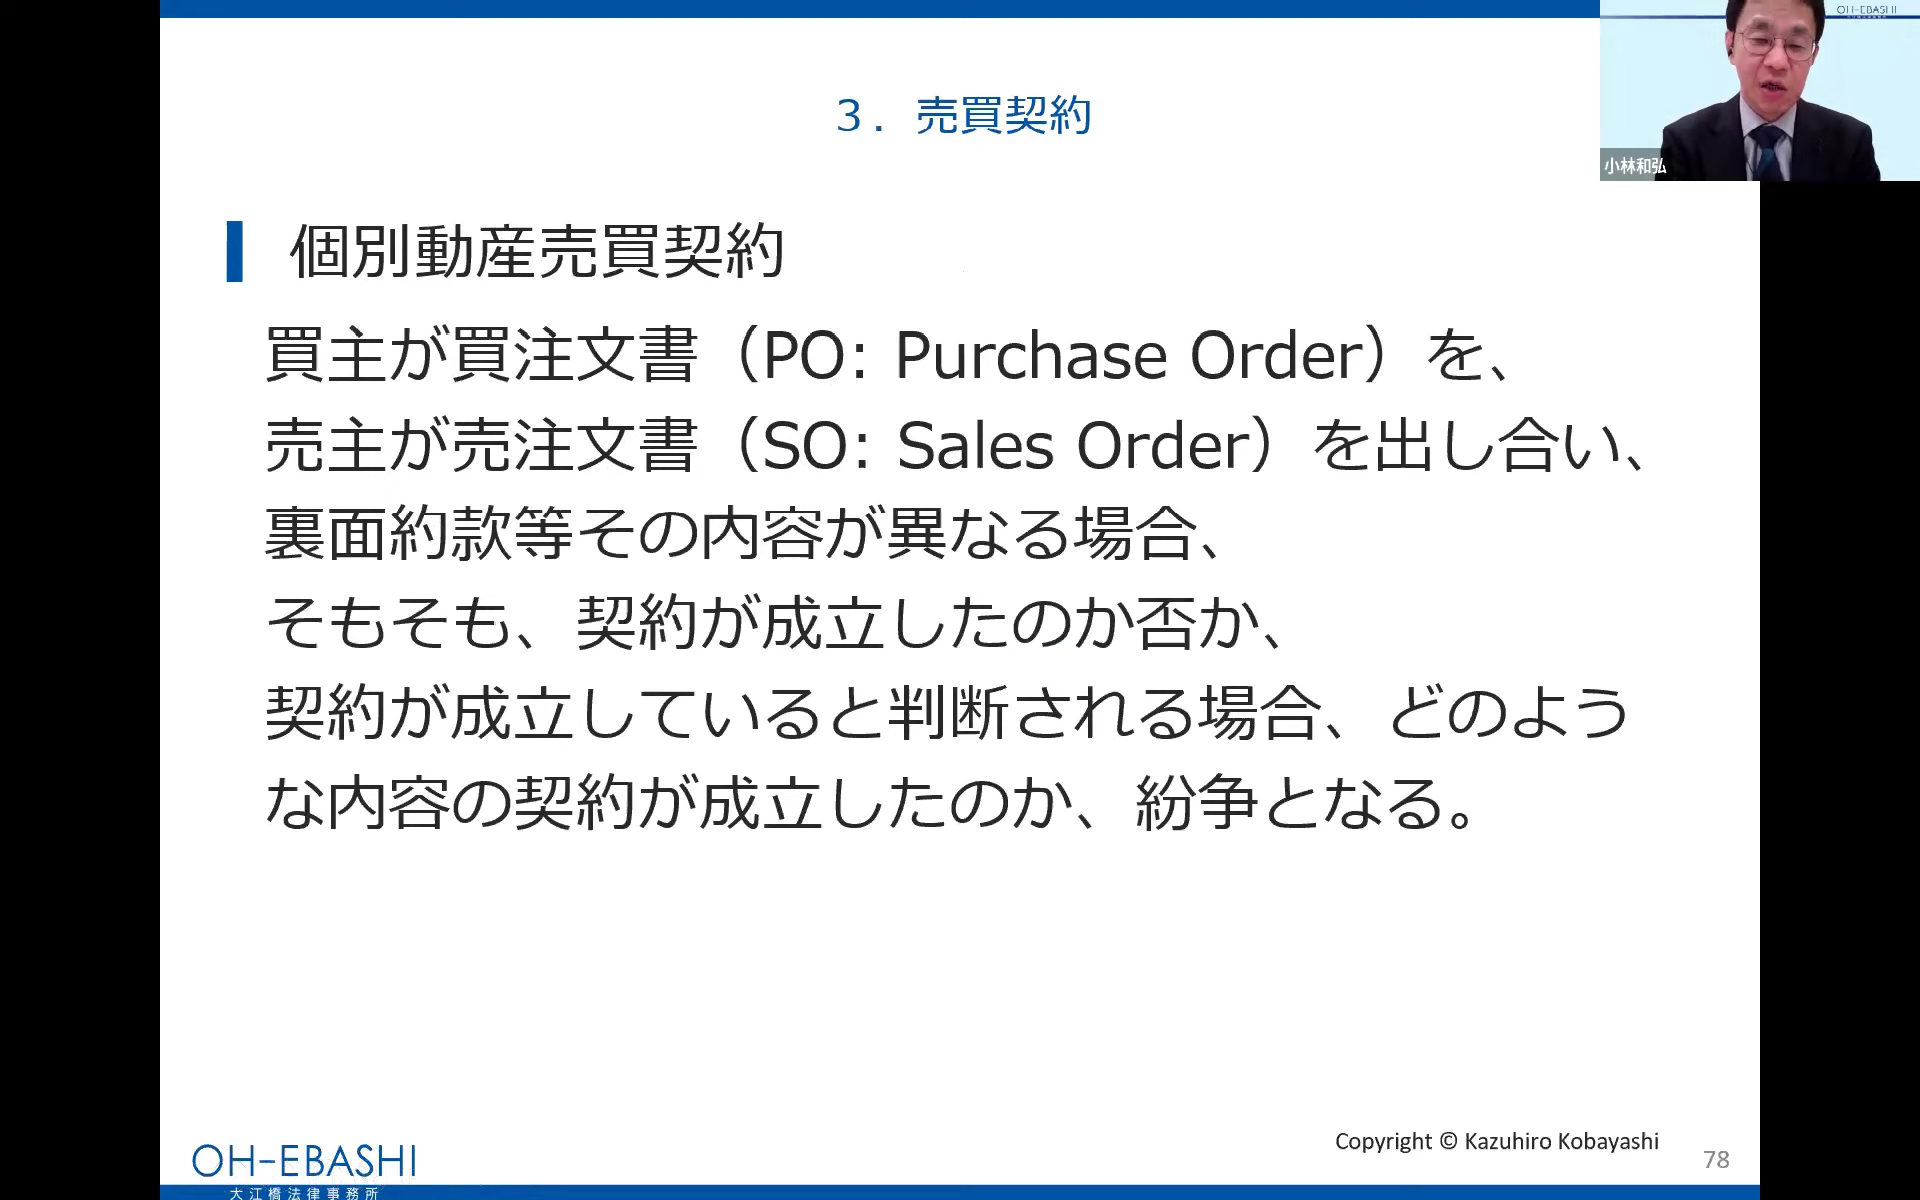 ３．売買契約
OH-EBASHI
小林和弘
個別動産売買契約
買主が買注文書（PO: Purchase Order）を、
売主が売注文書（SO: Sales Order）を出し合い、
裏面約款等その内容が異なる場合、
そもそも、契約が成立したのか否か、
契約が成立していると判断される場合、どのよう
な内容の契約が成立したのか、紛争となる。
Copyright © Kazuhiro Kobayashi
78
OH-EBASHI
大江橋法律事務所